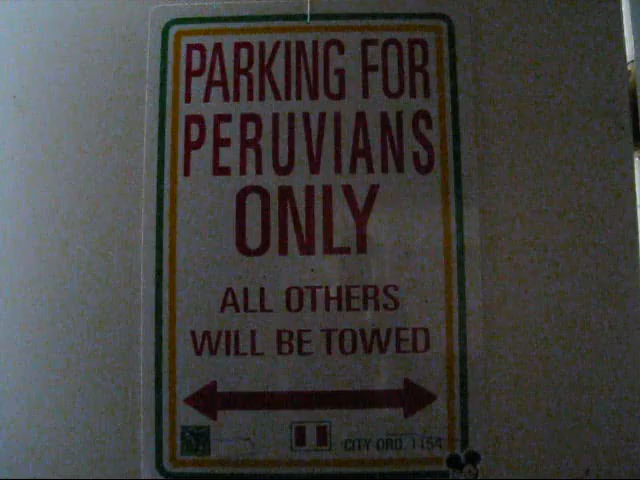 PARKING FOR
PERUVIANS
ONLY
ALL OTHERS
WILL BE TOWED
CITY ORD. 1154